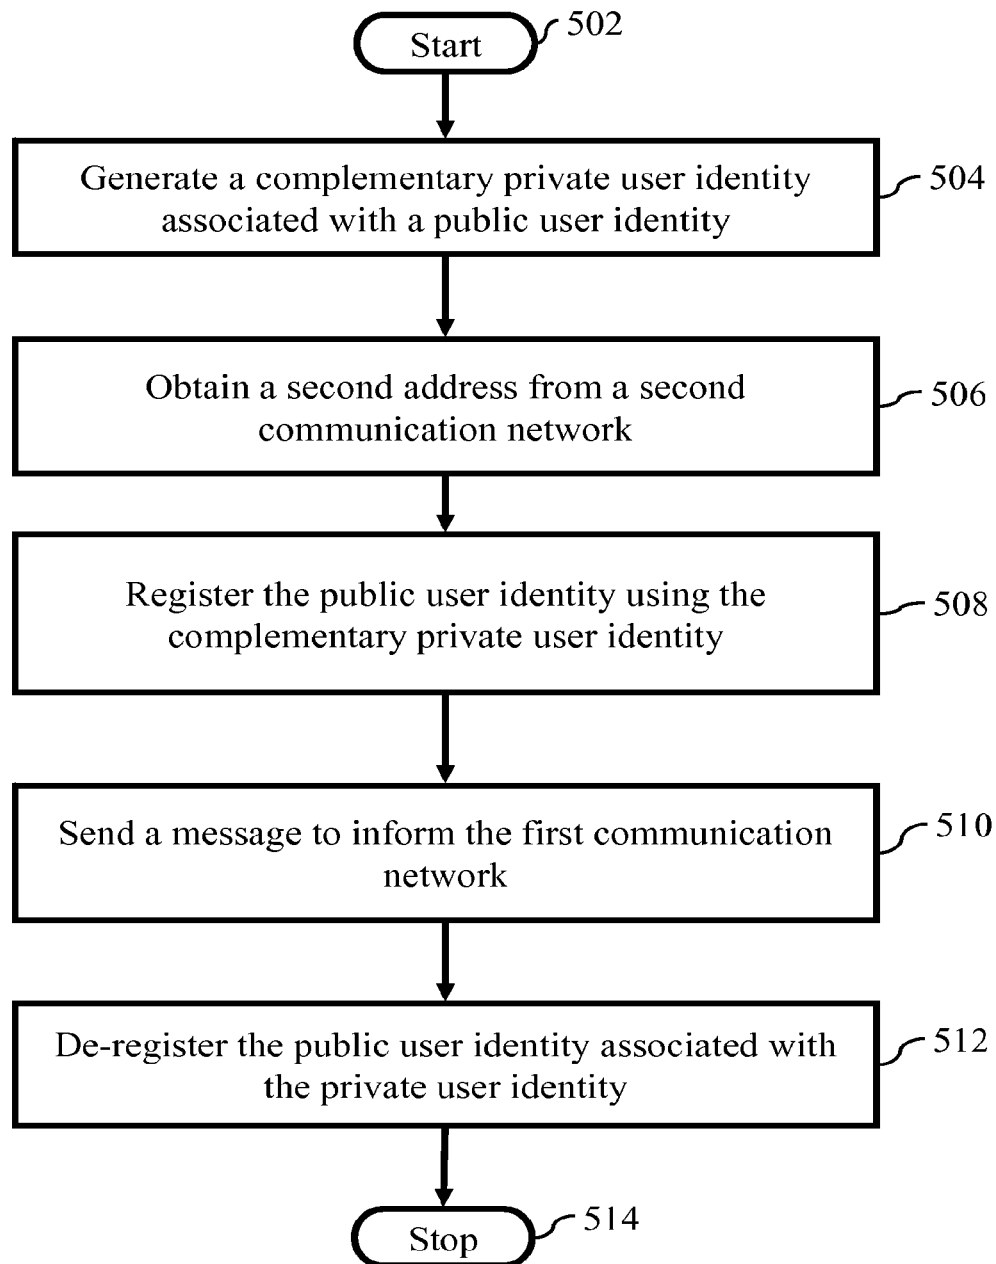 Start
502
Generate a complementary private user identity
associated with a public user identity
504
Obtain a second address from a second
communication network
506
Register the public user identity using the
complementary private user identity
508
Send a message to inform the first communication
network
510
De-register the public user identity associated with
the private user identity
512
Stop
514